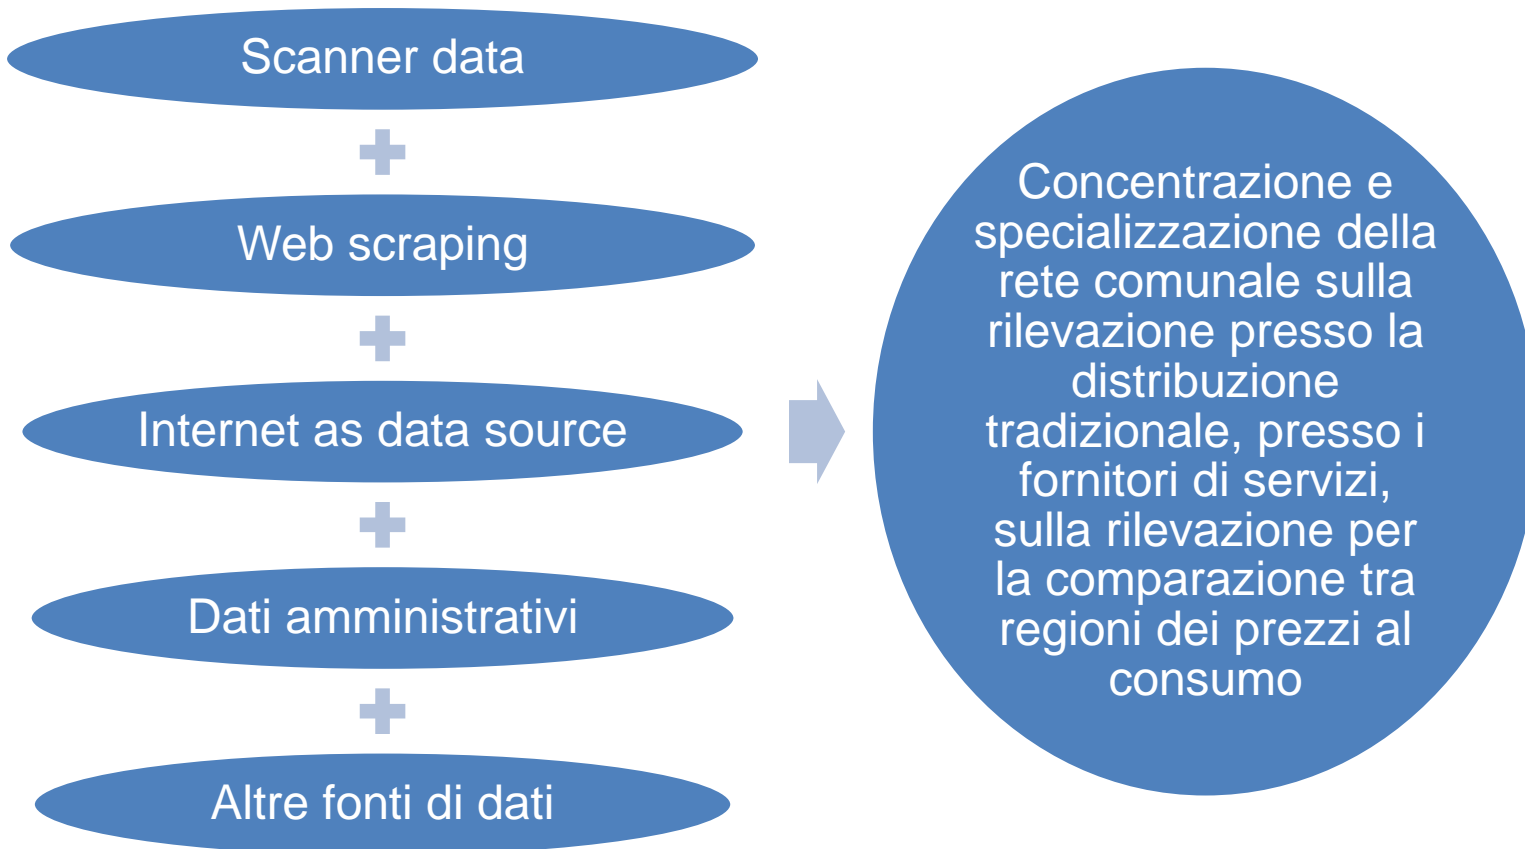 Scanner data
Web scraping
Internet as data source
Dati amministrativi
Altre fonti di dati
Concentrazione e
specializzazione della
rete comunale sulla
rilevazione presso la
distribuzione
tradizionale, presso i
fornitori di servizi,
sulla rilevazione per
la comparazione tra
regioni dei prezzi al
consumo